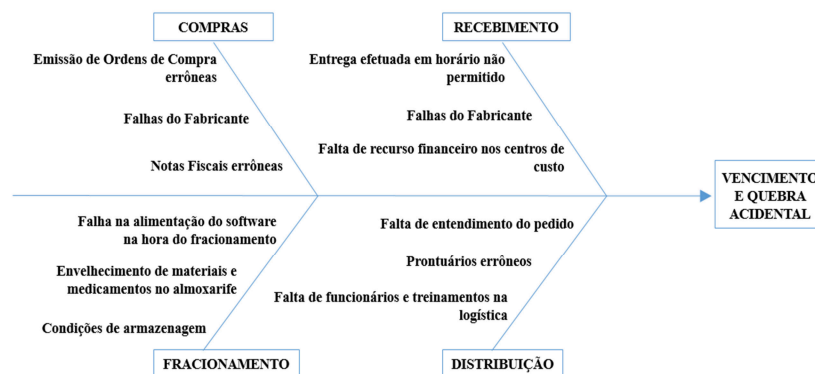 COMPRAS
Emissão de Ordens de Compra
errôneas
Falhas do Fabricante
Notas Fiscais errôneas
RECEBIMENTO
Entrega efetuada em horário não
permitido
Falhas do Fabricante
Falta de recurso financeiro nos centros de
custo
VENCIMENTO
E QUEBRA
ACIDENTAL
Falha na alimentação do software
na hora do fracionamento
Envelhecimento de materiais e
medicamentos no almoxarife
Condições de armazenagem
FRACIONAMENTO
Falta de entendimento do pedido
Prontuários errôneos
Falta de funcionários e treinamentos na
logística
DISTRIBUIÇÃO